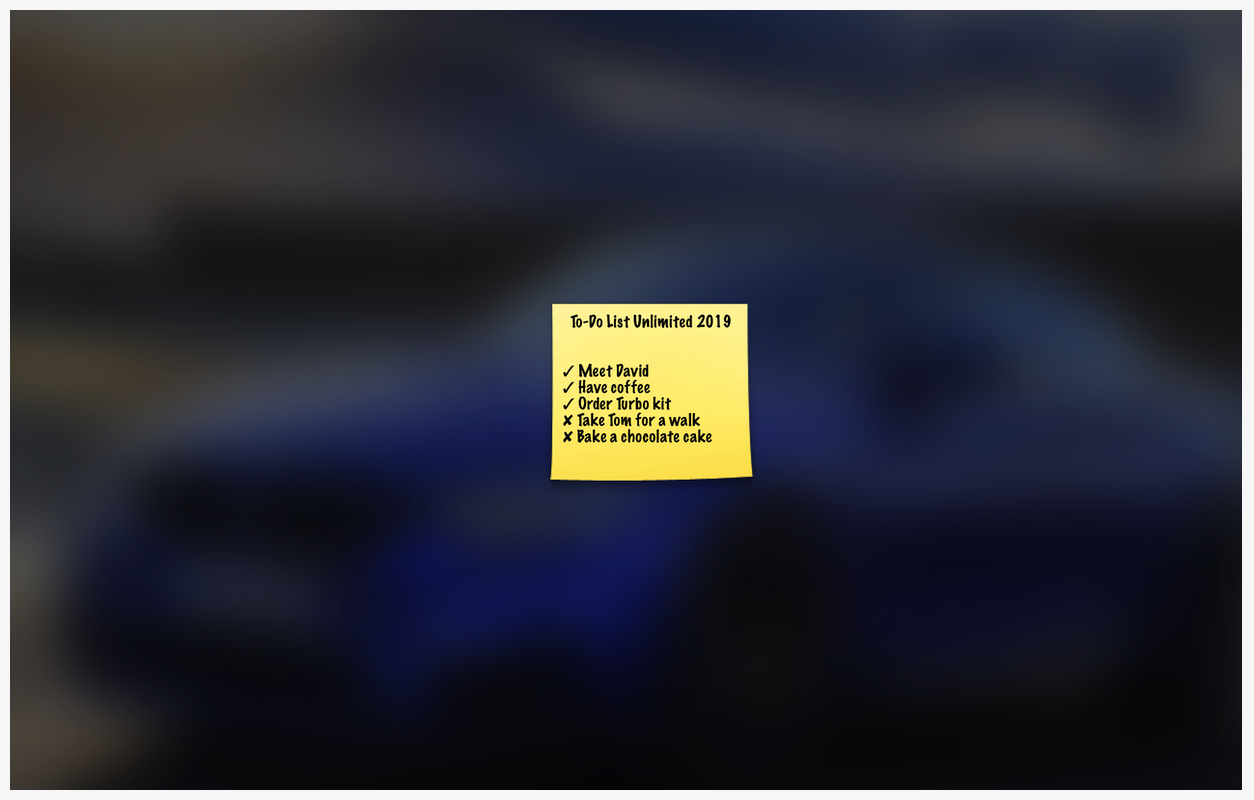 To-Do List Unlimited 2019
✓ Meet David
✓ Have coffee
✓ Order Turbo kit
✘ Take Tom for a walk
✘ Bake a chocolate cake